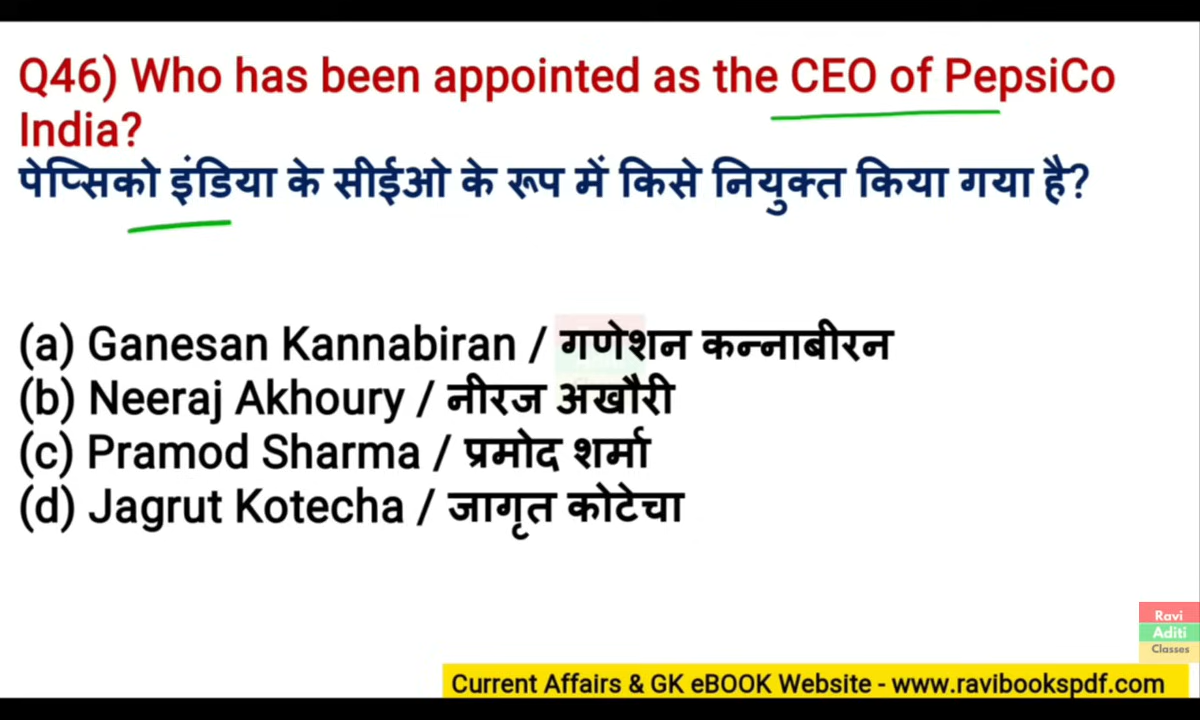 Q46) Who has been appointed as the CEO of PepsiCo
India?
पेप्सिको इंडिया के सीईओ के रूप में किसे नियुक्त किया गया है?
(a) Ganesan Kannabiran / गणेशन कन्नाबीरन
(b) Neeraj Akhoury / नीरज अखौरी
(c) Pramod Sharma / प्रमोद शर्मा
(d) Jagrut Kotecha / जागृत कोटेचा
Ravi
Aditi
Classes
Current Affairs & GK eBOOK Website - www.ravibookspdf.com